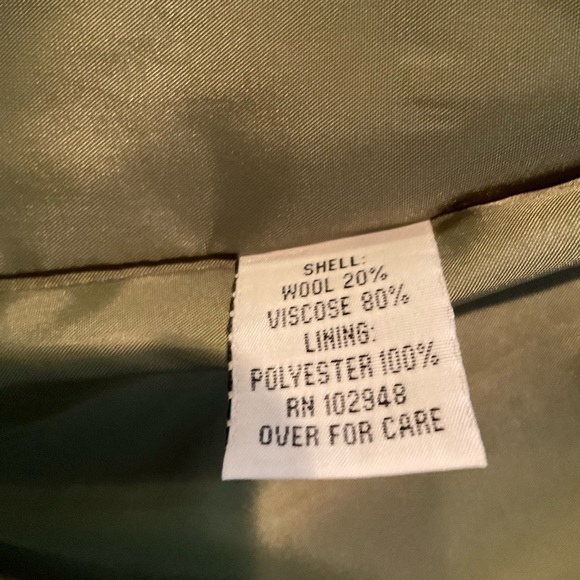 SHELL:
WOOL 20%
VISCOSE 80%
LINING:
POLYESTER 100%
RN 102948
OVER FOR CARE